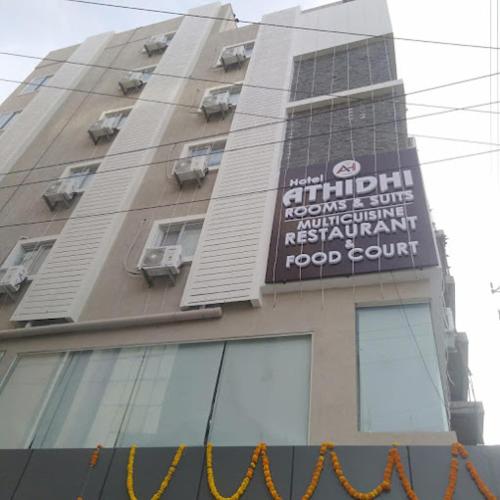 AH
Hotel
ATHIDHI
ROOMS & SUITS
MULTICUISINE
RESTAURANT
&
FOOD COURT